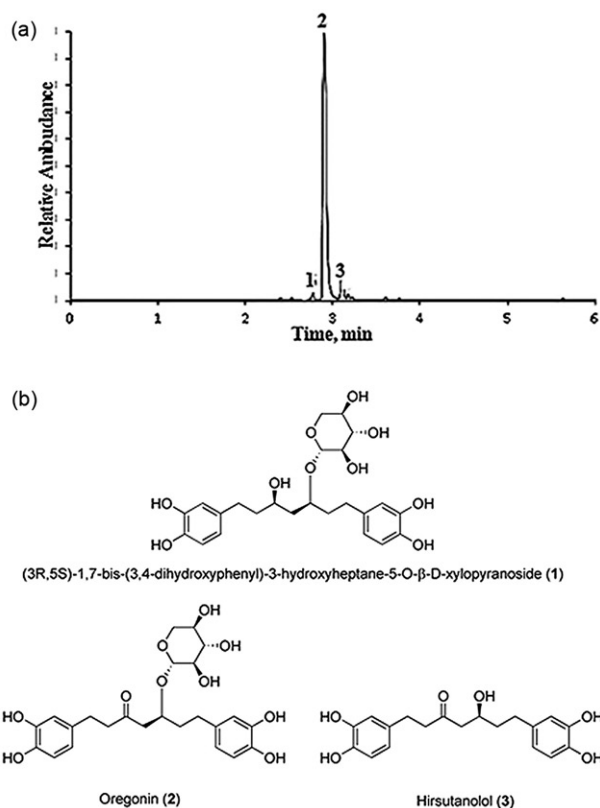 (a)
2
1
3
Relative Ambudance
0 1 2 3 4 5 6
Time, min
(b)
OH
O
OH
OH
OH
O
HO
HO
OH
OH
(3R,5S)-1,7-bis-(3,4-dihydroxyphenyl)-3-hydroxyheptane-5-O-β-D-xylopyranoside (1)
OH
O
OH
OH
O
O
HO
HO
OH
OH
O
OH
HO
HO
OH
OH
Oregonin (2)
Hirsutanolol (3)